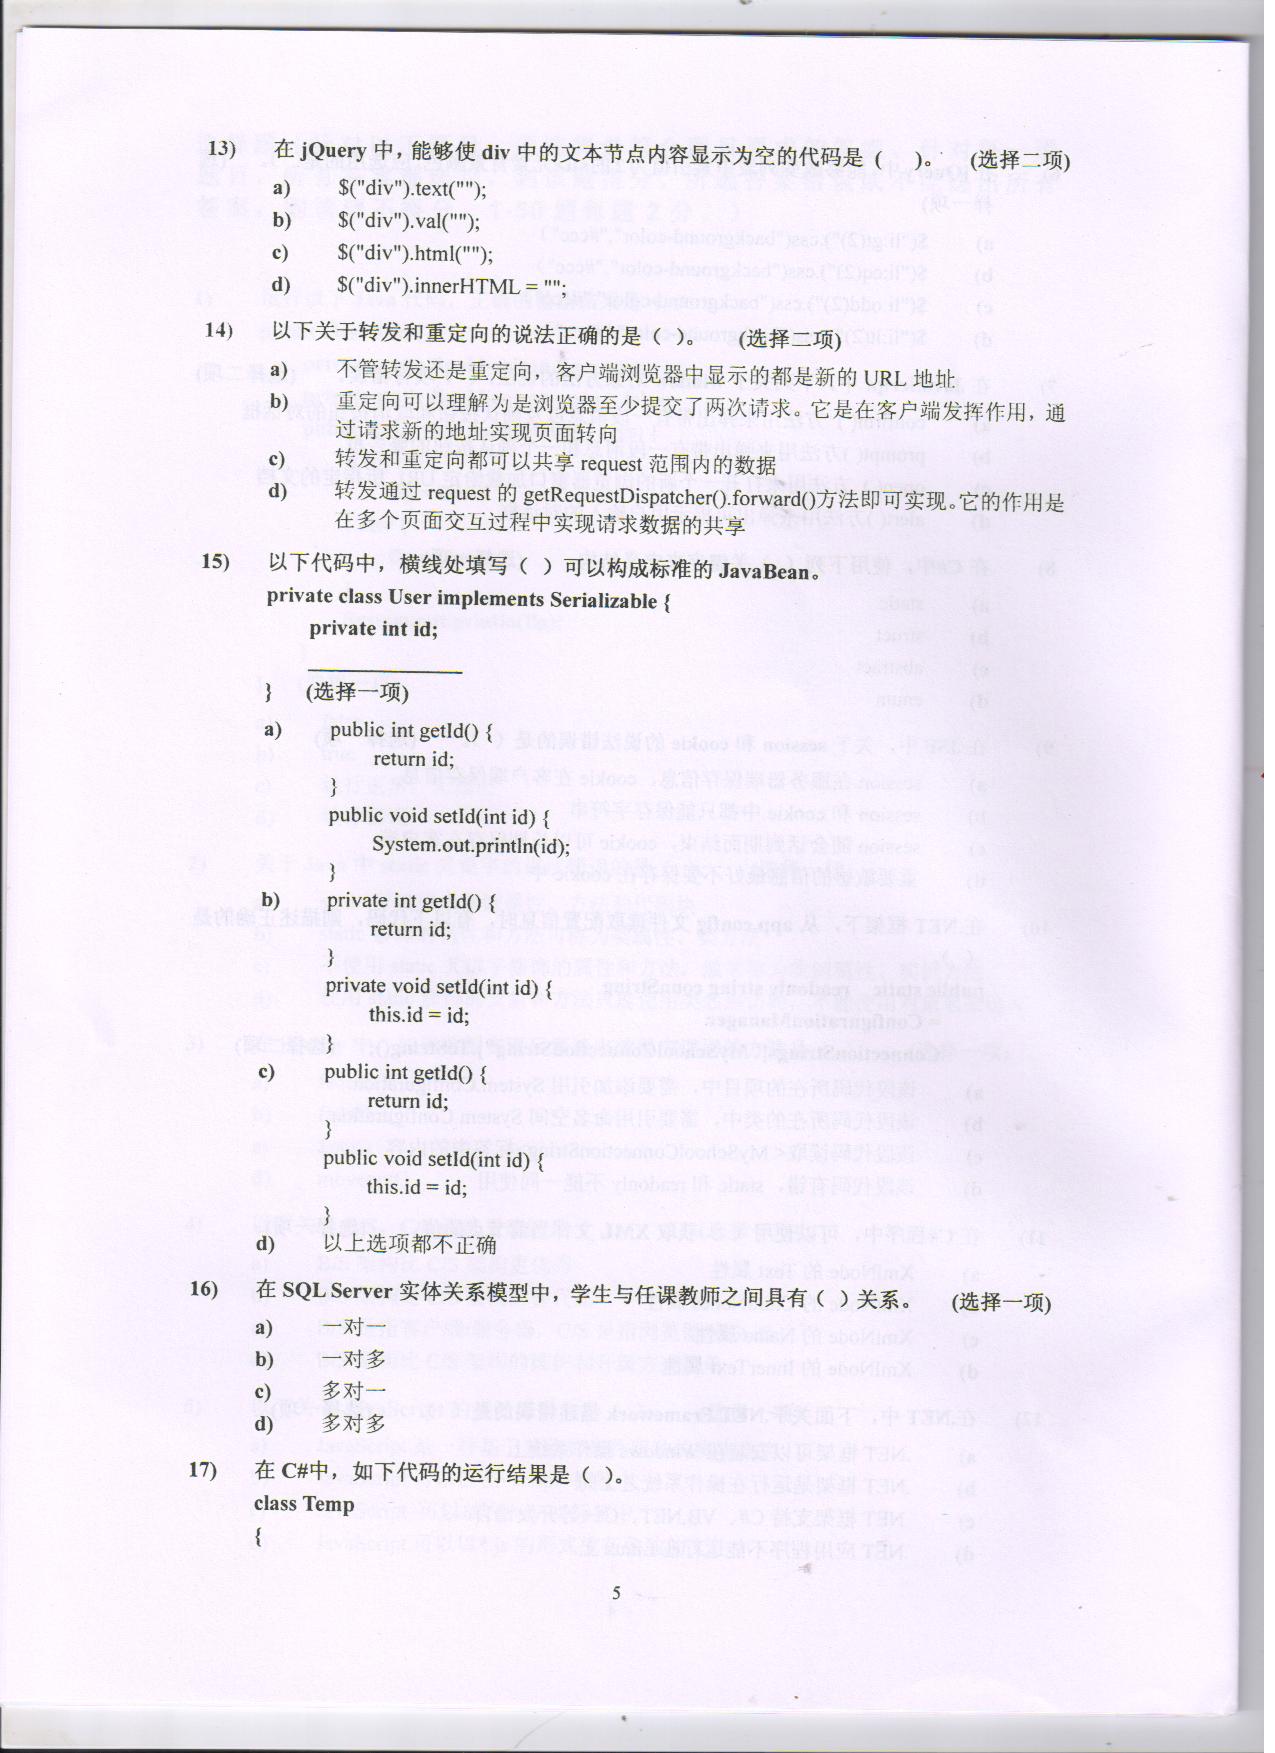 13) 在 jQuery 中，能够使 div 中的文本节点内容显示为空的代码是（ ）。 (选择二项)
a) $("div").text("");
b) $("div").val("");
c) $("div").html("");
d) $("div").innerHTML = "";
14) 以下关于转发和重定向的说法正确的是（ ）。 (选择二项)
a) 不管转发还是重定向，客户端浏览器中显示的都是新的 URL 地址
b) 重定向可以理解为是浏览器至少提交了两次请求。它是在客户端发挥作用，通
过请求新的地址实现页面转向
c) 转发和重定向都可以共享 request 范围内的数据
d) 转发通过 request 的 getRequestDispatcher().forward()方法即可实现。它的作用是
在多个页面交互过程中实现请求数据的共享
15) 以下代码中，横线处填写（ ）可以构成标准的 JavaBean。
private class User implements Serializable {
private int id;
} (选择一项)
a) public int getId() {
return id;
}
public void setId(int id) {
System.out.println(id);
}
b) private int getId() {
return id;
}
private void setId(int id) {
this.id = id;
}
c) public int getId() {
return id;
}
public void setId(int id) {
this.id = id;
}
d) 以上选项都不正确
16) 在 SQL Server 实体关系模型中，学生与任课教师之间具有（ ）关系。 (选择一项)
a) 一对一
b) 一对多
c) 多对一
d) 多对多
17) 在 C#中，如下代码的运行结果是（ ）。
class Temp
{
5